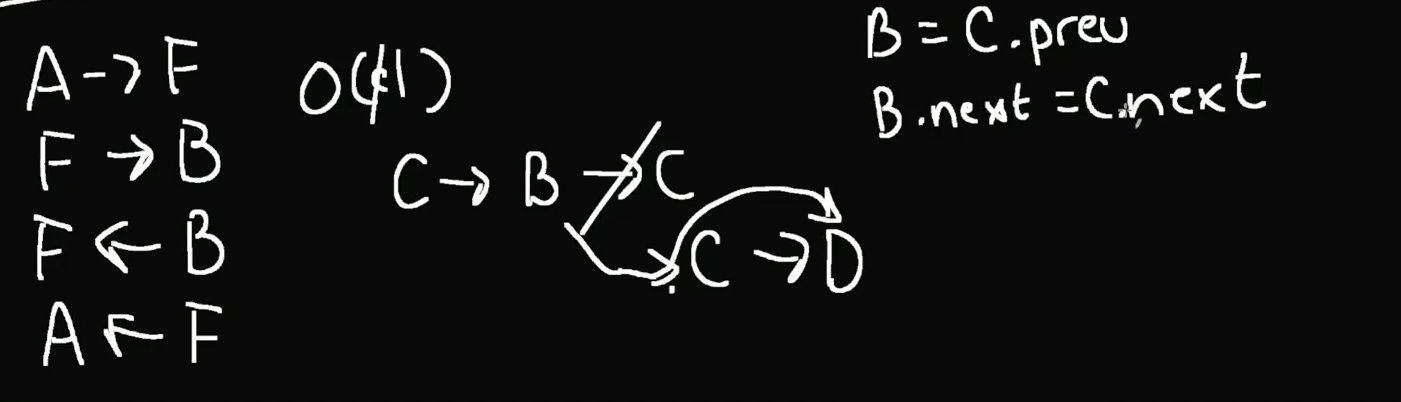 A → F
F → B
F ← B
A ← F
O(1)
C → B → C
C → D
B = C.prev
B.next = C.next